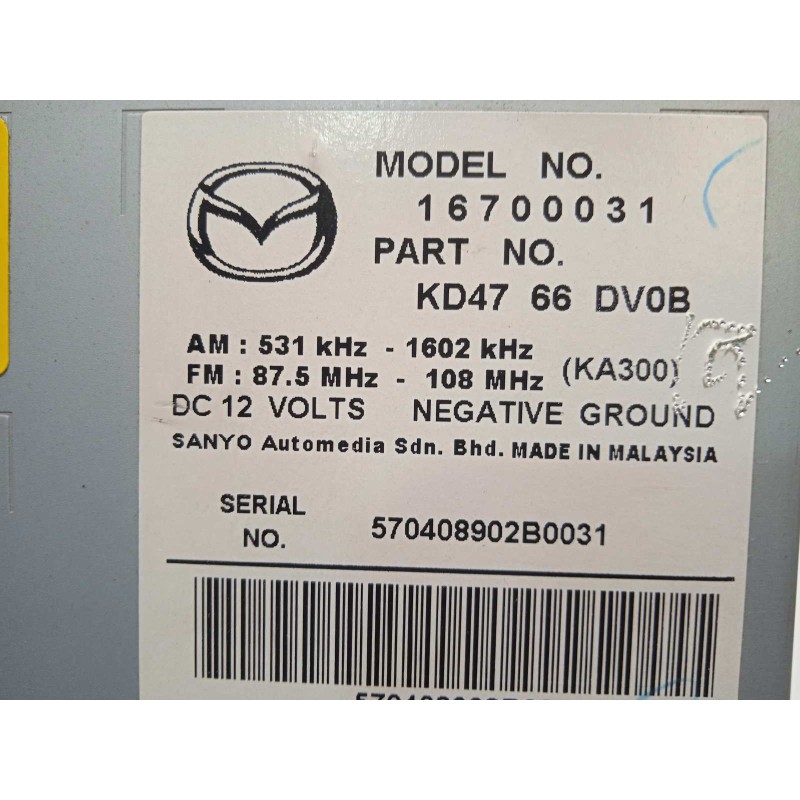 MODEL NO.
16700031
PART NO.
KD47 66 DV0B
AM : 531 kHz - 1602 kHz
FM : 87.5 MHz - 108 MHz (KA300)
DC 12 VOLTS NEGATIVE GROUND
SANYO Automedia Sdn. Bhd. MADE IN MALAYSIA
SERIAL
NO. 570408902B0031